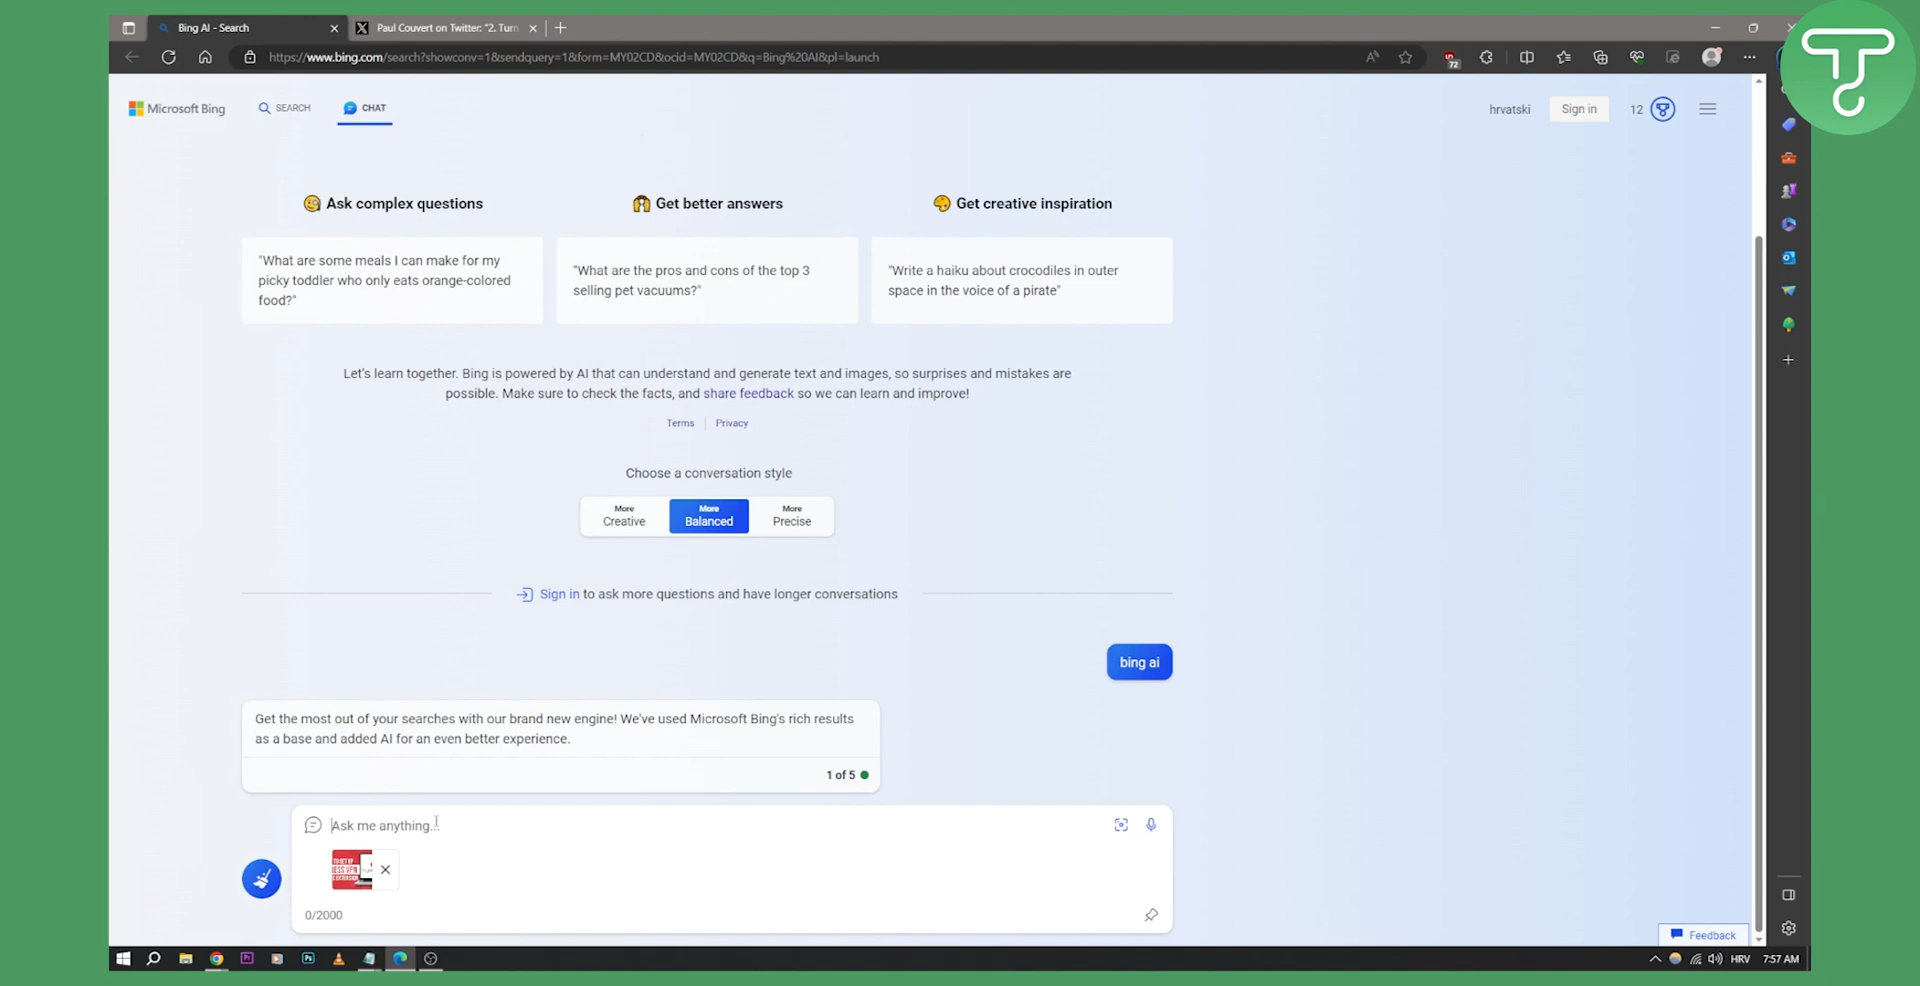 Bing AI - Search
Paul Couvert on Twitter: "2. Turn
https://www.bing.com/search?showconv=1&sendquery=1&form=MY02CD&ocid=MY02CD&q=Bing%20AI&pl=launch
72
Microsoft Bing
SEARCH
CHAT
hrvatski
Sign in
12
Ask complex questions
Get better answers
Get creative inspiration
"What are some meals I can make for my
picky toddler who only eats orange-colored
food?"
"What are the pros and cons of the top 3
selling pet vacuums?"
"Write a haiku about crocodiles in outer
space in the voice of a pirate"
Let's learn together. Bing is powered by AI that can understand and generate text and images, so surprises and mistakes are
possible. Make sure to check the facts, and share feedback so we can learn and improve!
Terms
Privacy
Choose a conversation style
More
Creative
More
Balanced
More
Precise
Sign in to ask more questions and have longer conversations
bing ai
Get the most out of your searches with our brand new engine! We've used Microsoft Bing's rich results
as a base and added AI for an even better experience.
1 of 5
Ask me anything...
ESS VPN
0/2000
Feedback
Pr
Ps
HRV
7:57 AM